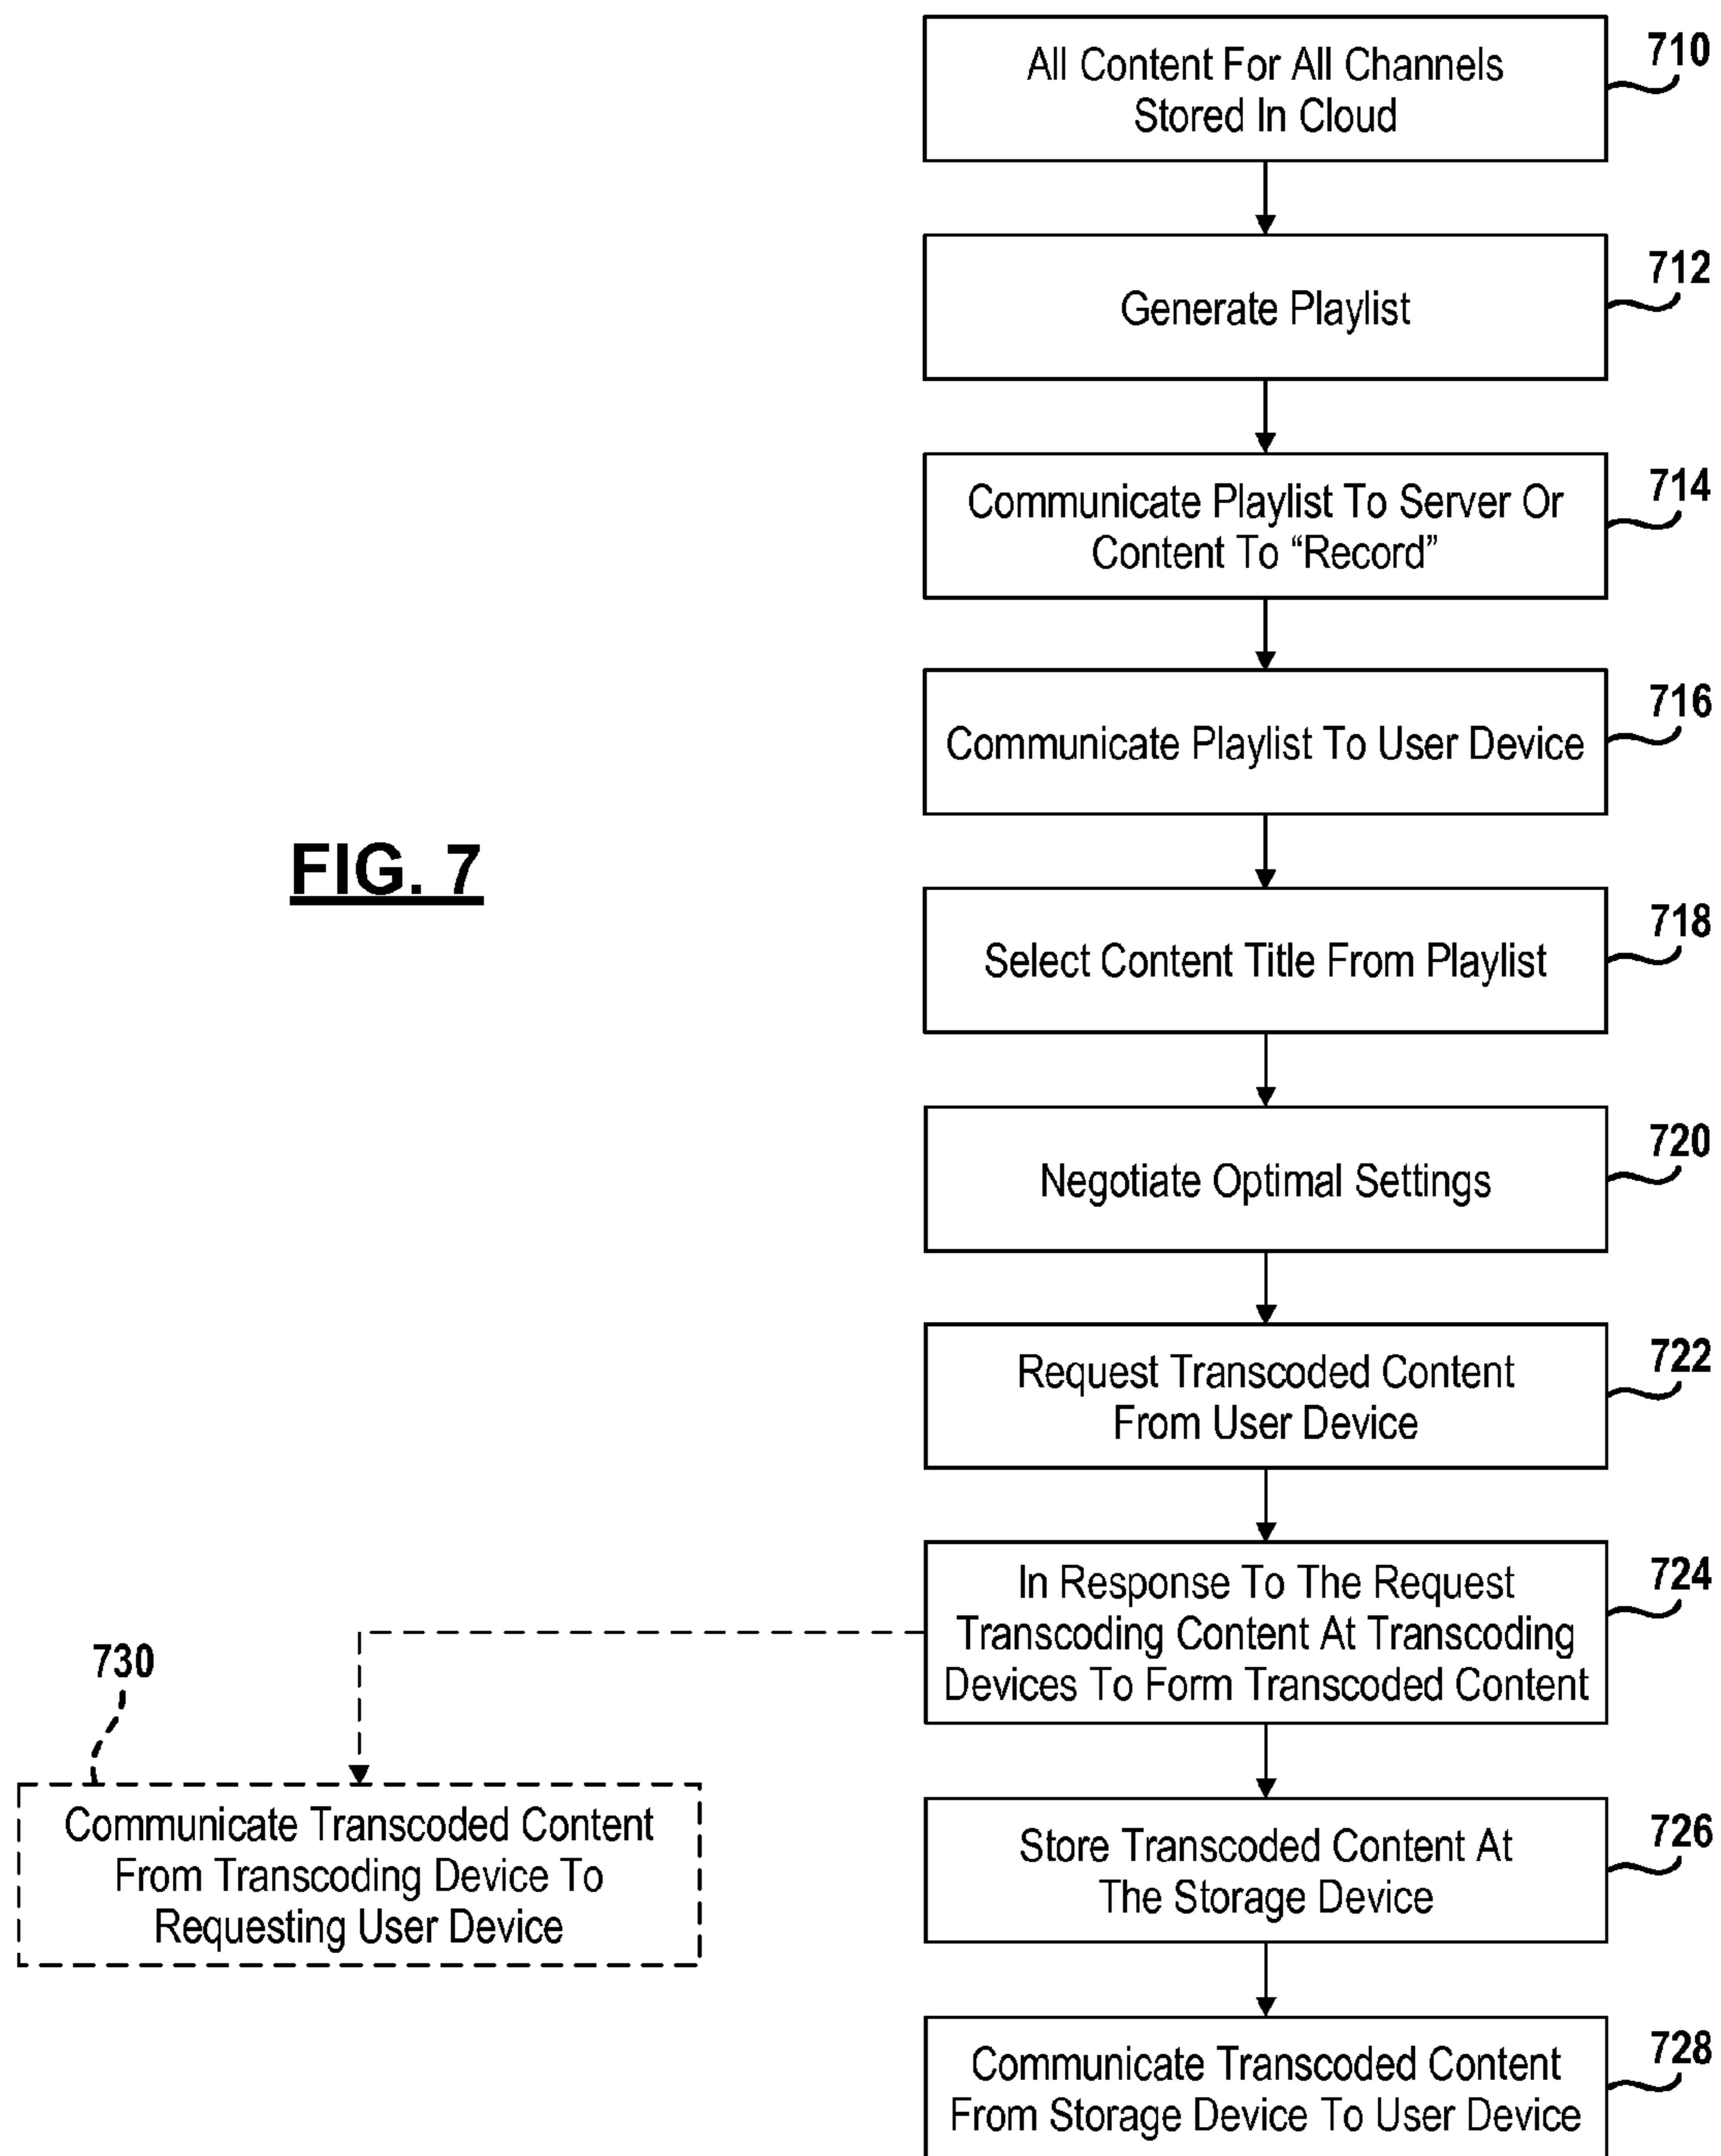 All Content For All Channels
Stored In Cloud
710
Generate Playlist
712
Communicate Playlist To Server Or
Content To “Record”
714
Communicate Playlist To User Device
716
FIG. 7
Select Content Title From Playlist
718
Negotiate Optimal Settings
720
Request Transcoded Content
From User Device
722
In Response To The Request
Transcoding Content At Transcoding
Devices To Form Transcoded Content
724
730
Communicate Transcoded Content
From Transcoding Device To
Requesting User Device
Store Transcoded Content At
The Storage Device
726
Communicate Transcoded Content
From Storage Device To User Device
728